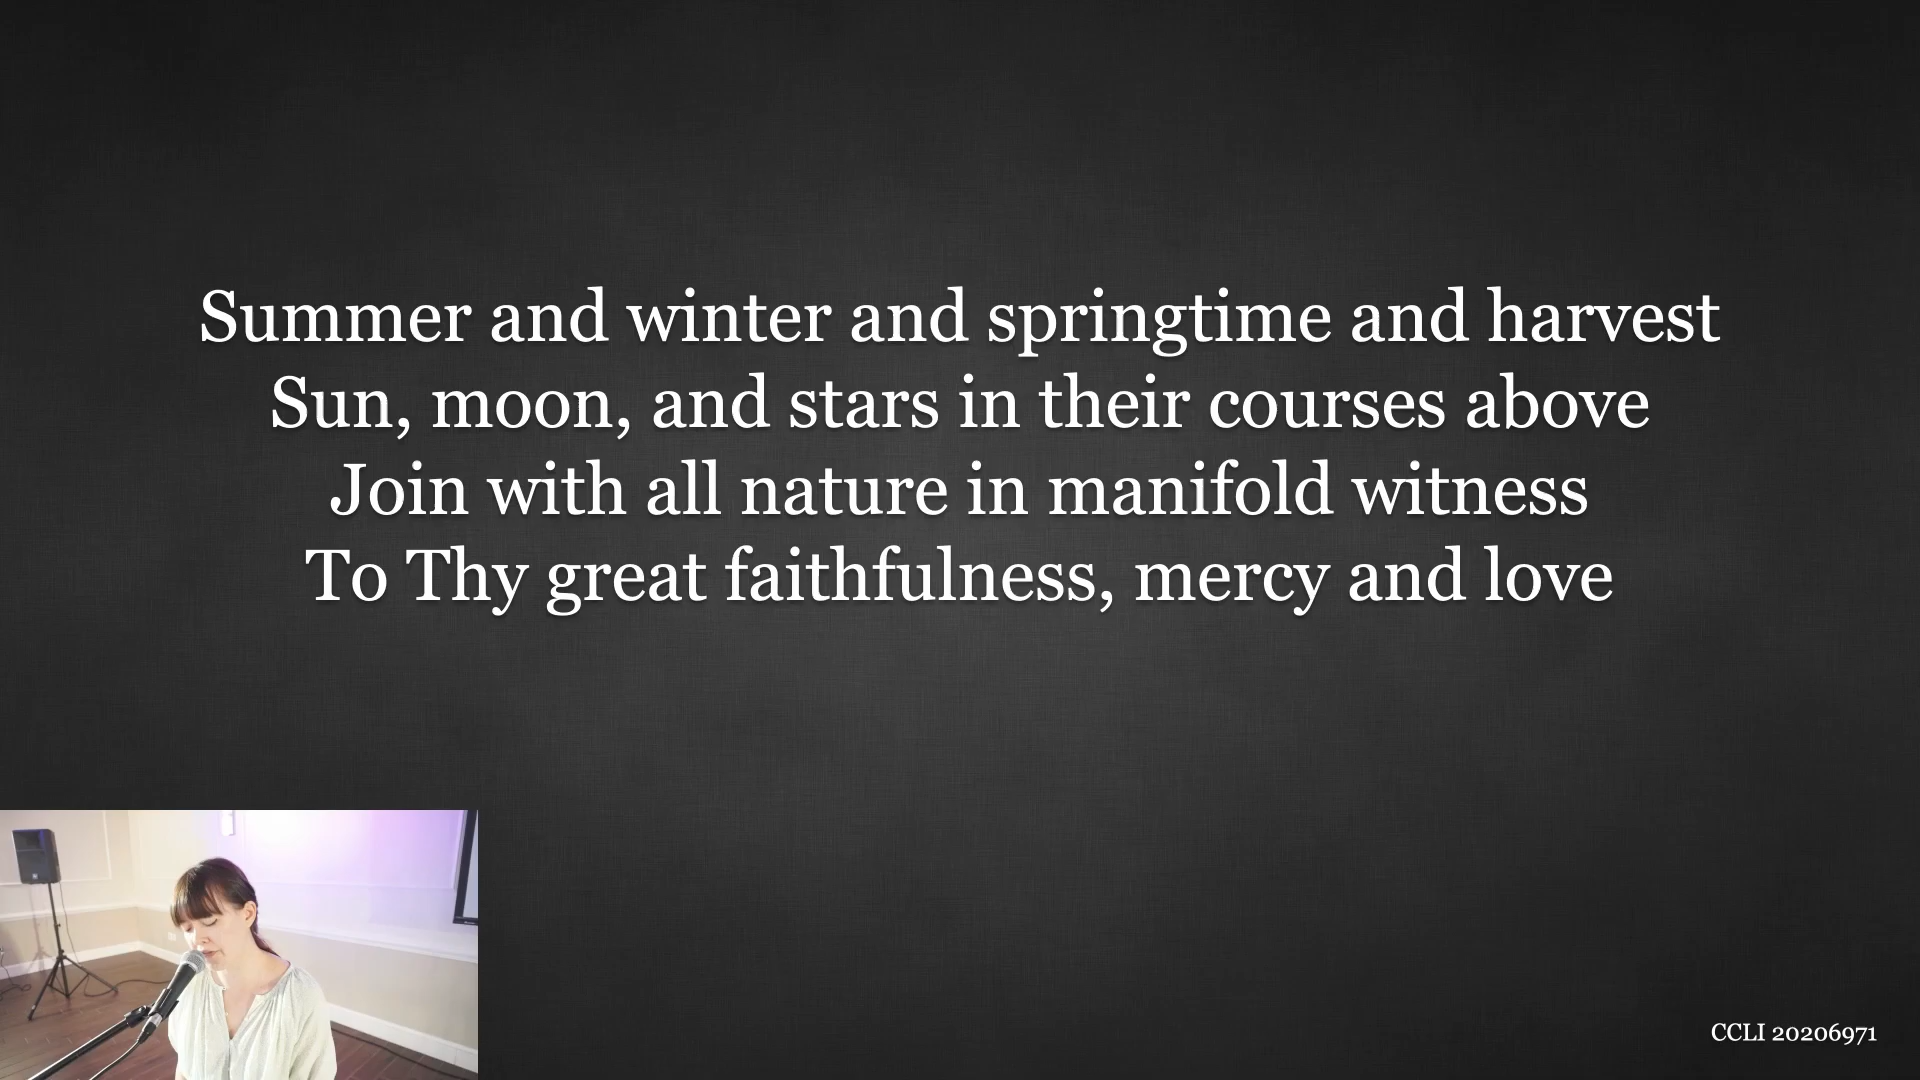 Summer and winter and springtime and harvest
Sun, moon, and stars in their courses above
Join with all nature in manifold witness
To Thy great faithfulness, mercy and love
CCLI 20206971